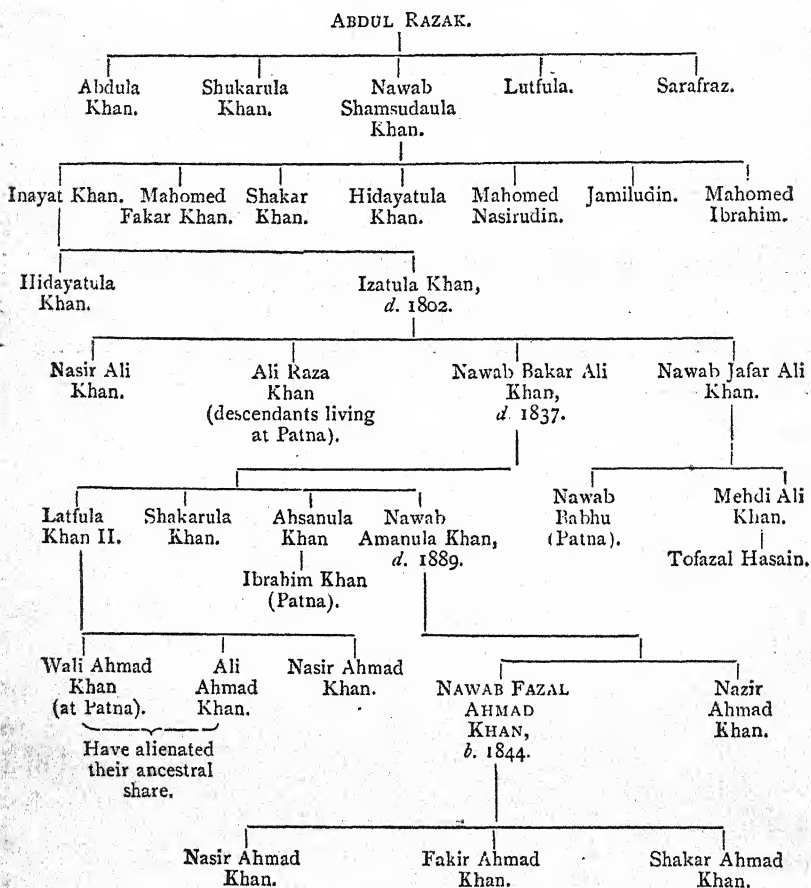 ABDUL RAZAK.
Abdula Khan.
Shukarula Khan.
Nawab Shamsudaula Khan.
Lutfula.
Sarafraz.
Inayat Khan.
Mahomed Fakar Khan.
Shakar Khan.
Hidayatula Khan.
Mahomed Nasirudin.
Jamiludin.
Mahomed Ibrahim.
Hidayatula Khan.
Izatula Khan, d. 1802.
Nasir Ali Khan.
Ali Raza Khan (descendants living at Patna).
Nawab Bakar Ali Khan, d. 1837.
Nawab Jafar Ali Khan.
Latfula Khan II.
Shakarula Khan.
Ahsanula Khan
Nawab Amanula Khan, d. 1889.
Nawab Babhu (Patna).
Mehdi Ali Khan.
Ibrahim Khan (Patna).
Tofazal Hasain.
Wali Ahmad Khan (at Patna).
Ali Ahmad Khan.
Nasir Ahmad Khan.
NAWAB FAZAL AHMAD KHAN, b. 1844.
Nazir Ahmad Khan.
Have alienated their ancestral share.
Nasir Ahmad Khan.
Fakir Ahmad Khan.
Shakar Ahmad Khan.